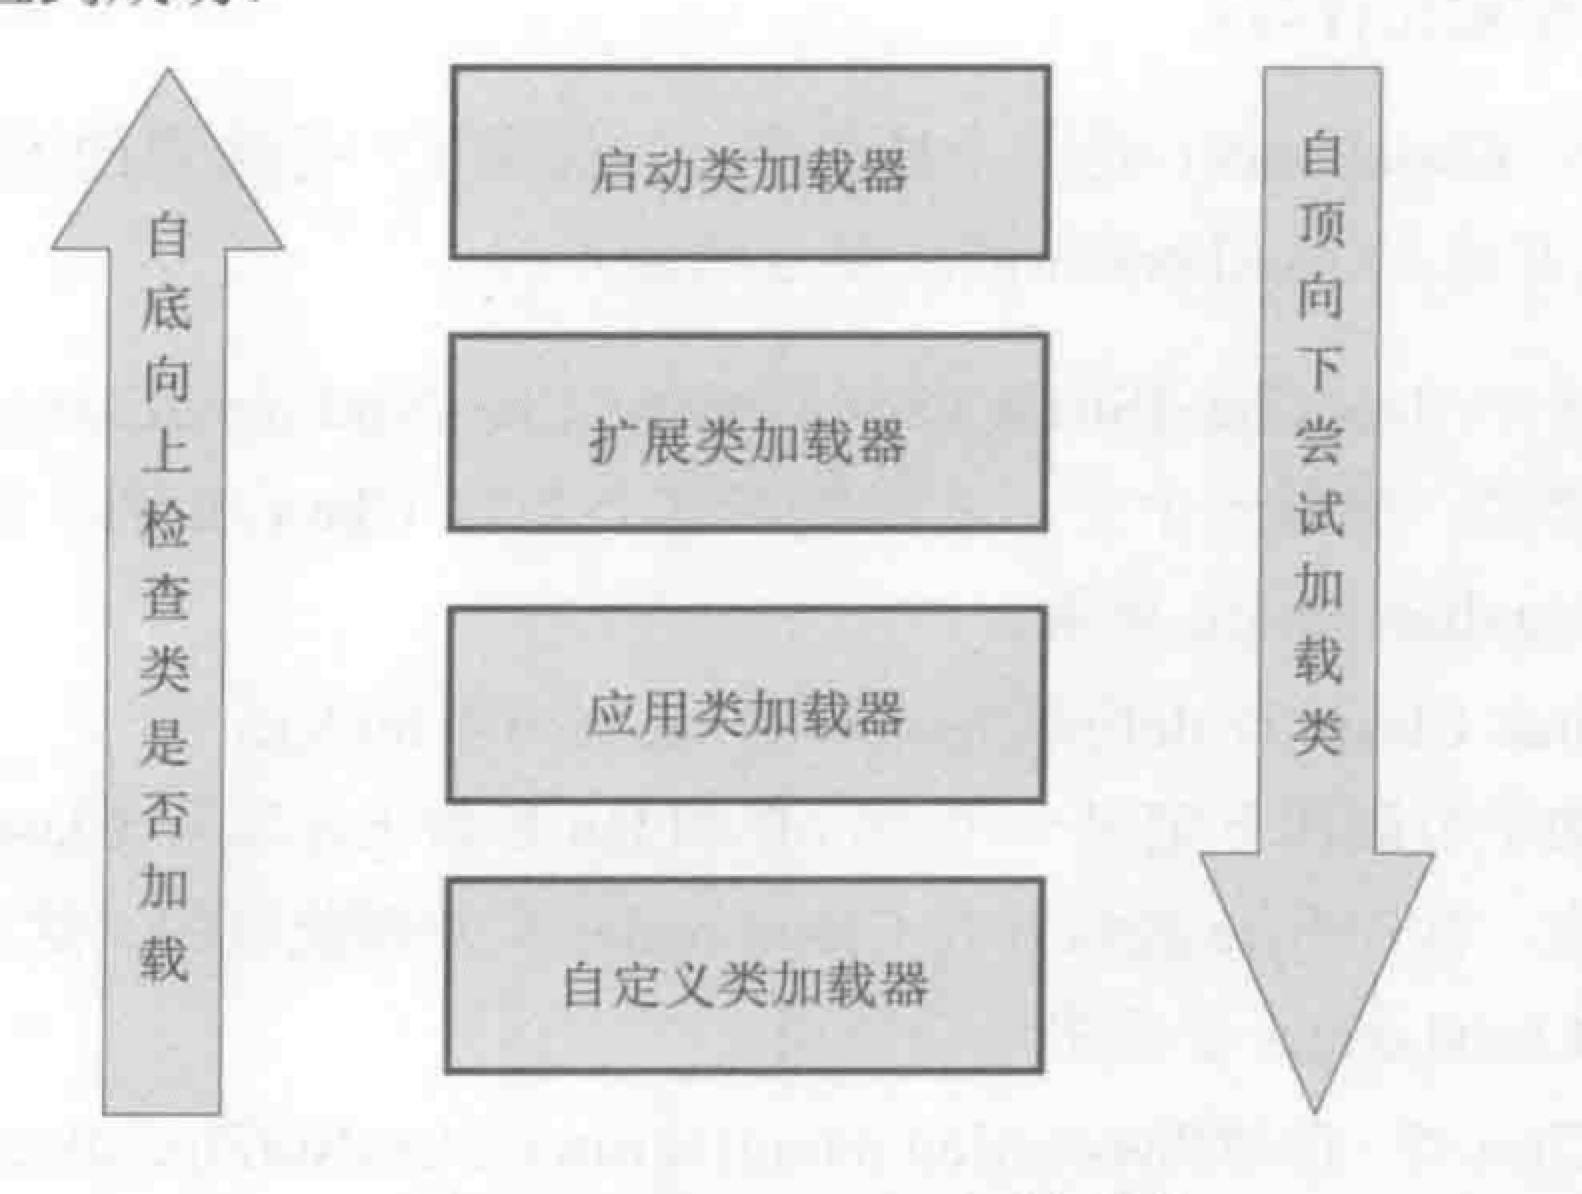 自底向上检查类是否加载
启动类加载器
扩展类加载器
应用类加载器
自定义类加载器
自顶向下尝试加载类